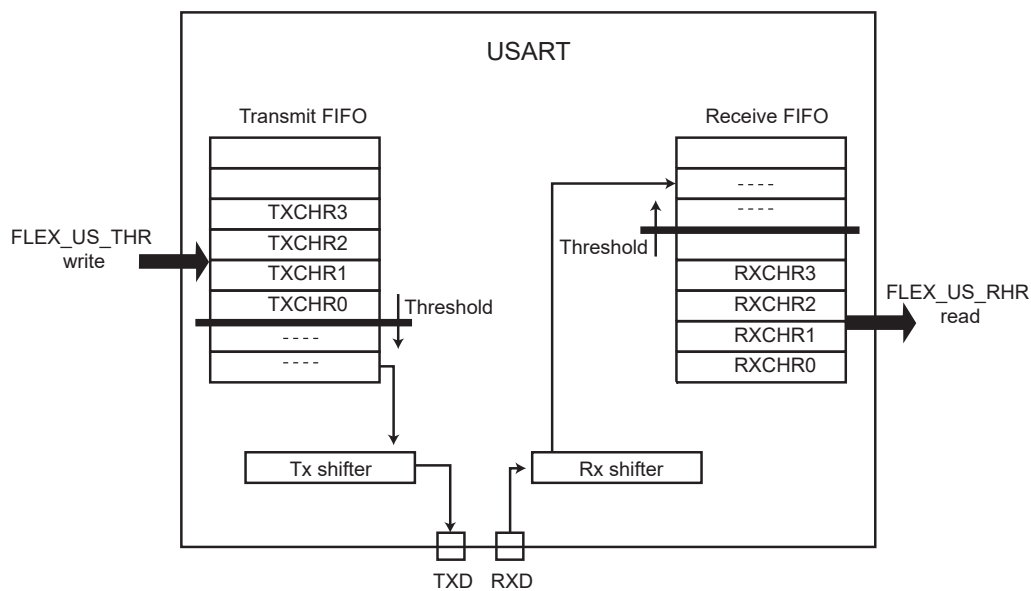 USART
Transmit FIFO
Receive FIFO
TXCHR3
TXCHR2
TXCHR1
TXCHR0
- - - -
- - - -
FLEX_US_THR
write
Threshold
- - - -
- - - -
Threshold
RXCHR3
RXCHR2
RXCHR1
RXCHR0
FLEX_US_RHR
read
Tx shifter
Rx shifter
TXD
RXD